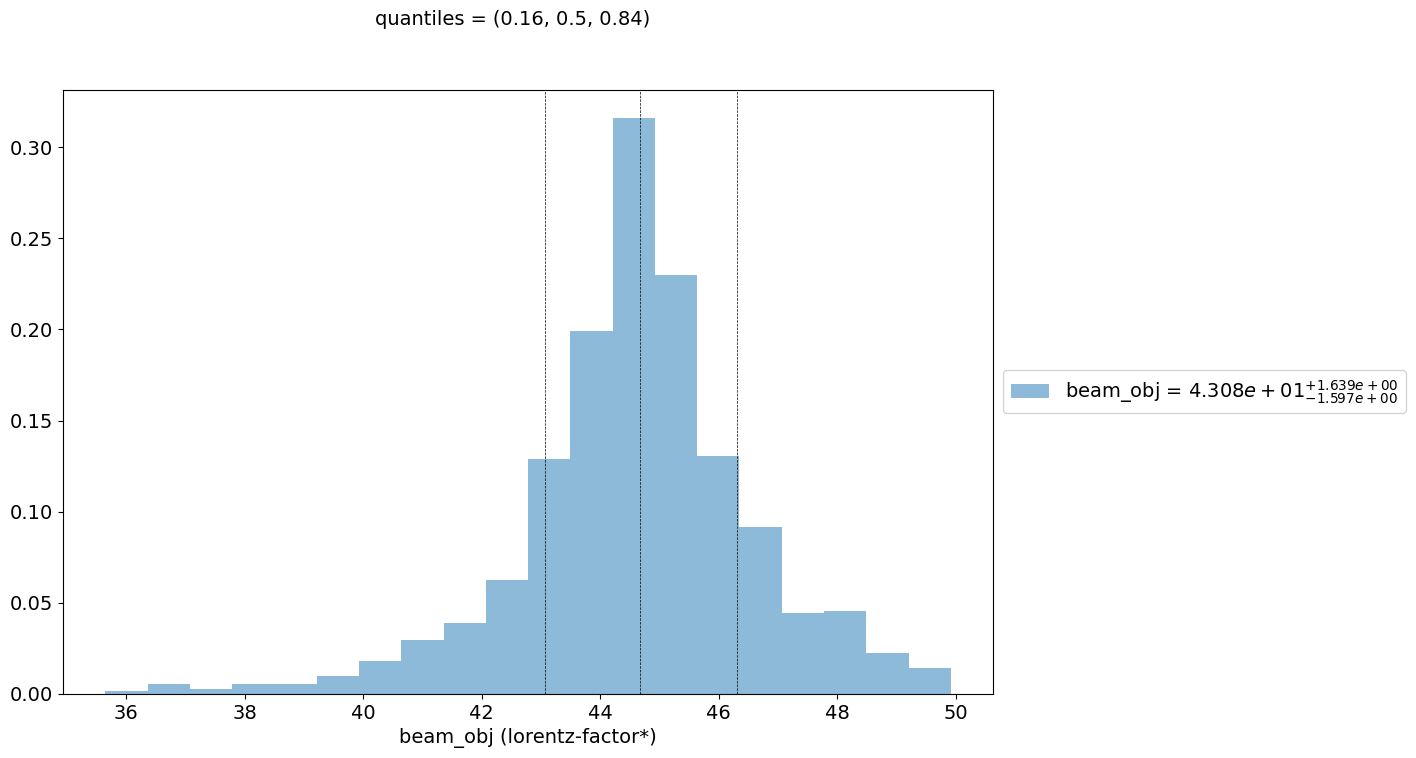 quantiles = (0.16, 0.5, 0.84)
0.30
0.25
0.20
0.15
0.10
0.05
0.00
36 38 40 42 44 46 48 50
beam_obj (lorentz-factor*)
beam_obj = 4.308e + 01 +1.639e+00 −1.597e+00